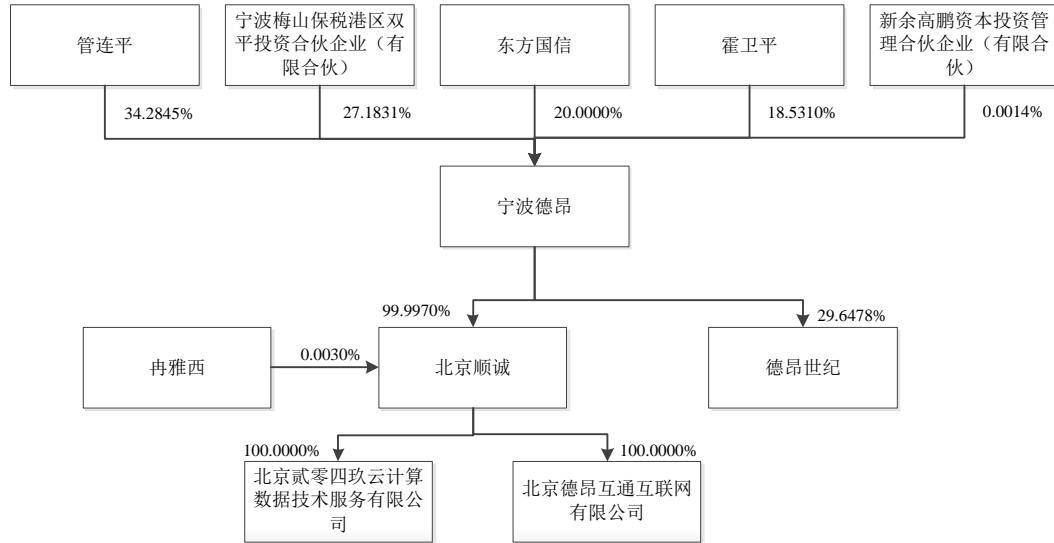 管连平
宁波梅山保税港区双
平投资合伙企业（有
限合伙）
东方国信
霍卫平
新余高鹏资本投资管
理合伙企业（有限合
伙）
34.2845%
27.1831%
20.0000%
18.5310%
0.0014%
宁波德昂
99.9970%
29.6478%
冉雅西
0.0030%
北京顺诚
德昂世纪
100.0000%
100.0000%
北京贰零四玖云计算
数据技术服务有限公
司
北京德昂互通互联网
有限公司